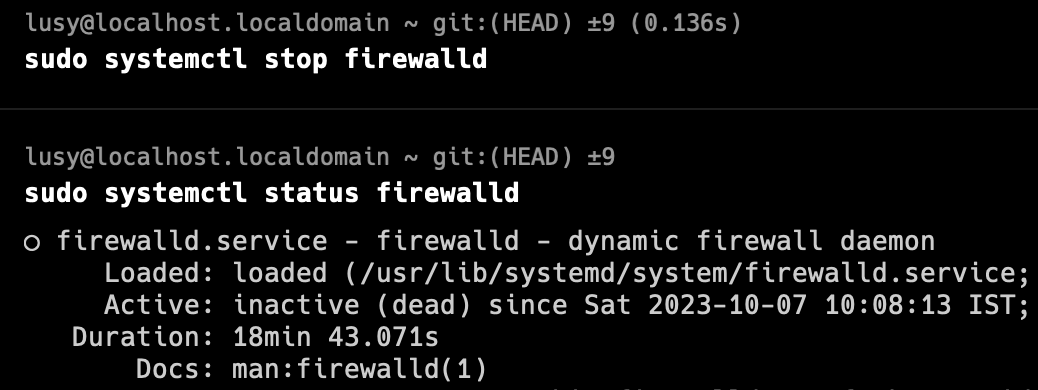 lusy@localhost.localdomain ~ git:(HEAD) ±9 (0.136s)
sudo systemctl stop firewalld
lusy@localhost.localdomain ~ git:(HEAD) ±9
sudo systemctl status firewalld
○ firewalld.service - firewalld - dynamic firewall daemon
Loaded: loaded (/usr/lib/systemd/system/firewalld.service;
Active: inactive (dead) since Sat 2023-10-07 10:08:13 IST;
Duration: 18min 43.071s
Docs: man:firewalld(1)